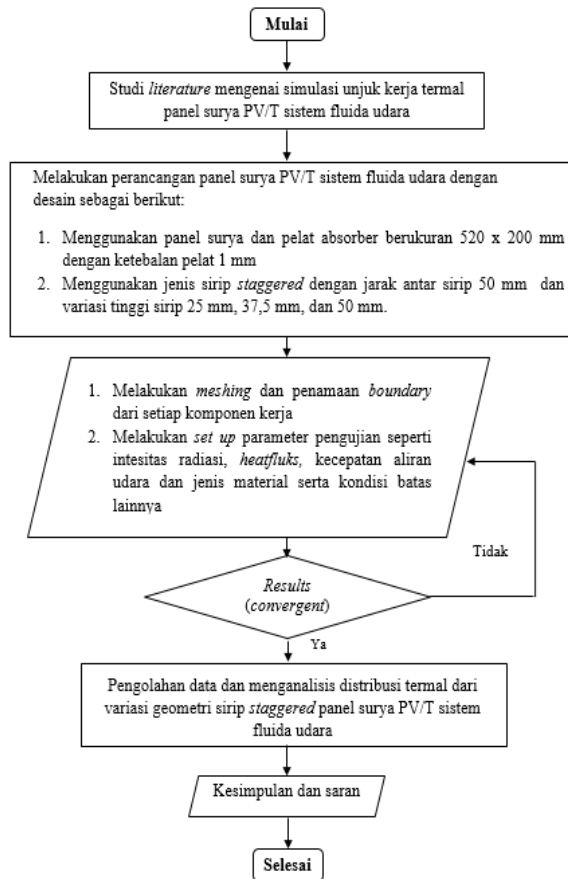 Mulai
Studi literature mengenai simulasi unjuk kerja termal
panel surya PV/T sistem fluida udara
Melakukan perancangan panel surya PV/T sistem fluida udara dengan
desain sebagai berikut:
1. Menggunakan panel surya dan pelat absorber berukuran 520 x 200 mm
dengan ketebalan pelat 1 mm
2. Menggunakan jenis sirip staggered dengan jarak antar sirip 50 mm dan
variasi tinggi sirip 25 mm, 37,5 mm, dan 50 mm.
1. Melakukan meshing dan penamaan boundary
dari setiap komponen kerja
2. Melakukan set up parameter pengujian seperti
intesitas radiasi, heatfluks, kecepatan aliran
udara dan jenis material serta kondisi batas
lainnya
Tidak
Results
(convergent)
Ya
Pengolahan data dan menganalisis distribusi termal dari
variasi geometri sirip staggered panel surya PV/T sistem
fluida udara
Kesimpulan dan saran
Selesai